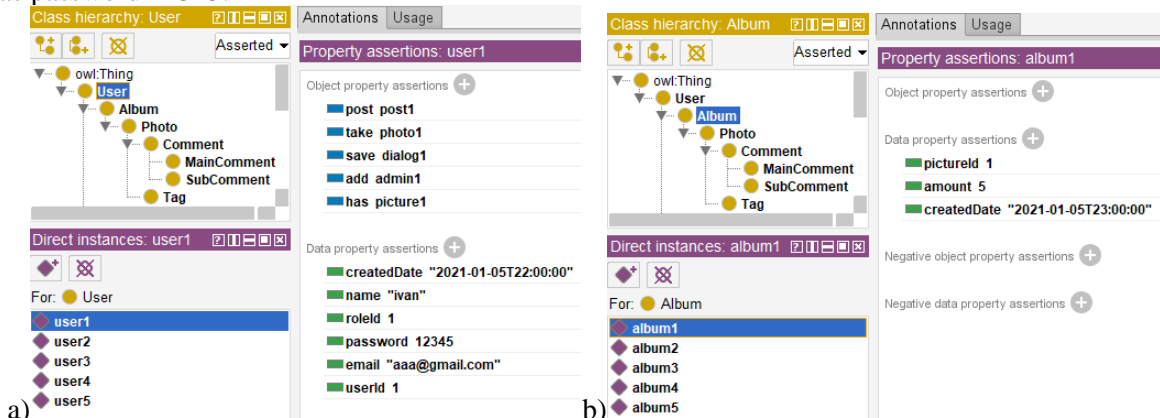 Class hierarchy: User
Asserted
owl:Thing
User
Album
Photo
Comment
MainComment
SubComment
Tag
Direct instances: user1
For: User
user1
user2
user3
user4
user5
a)
Annotations Usage
Property assertions: user1
Object property assertions
post post1
take photo1
save dialog1
add admin1
has picture1
Data property assertions
createdDate "2021-01-05T22:00:00"
name "ivan"
roleId 1
password 12345
email "aaa@gmail.com"
userId 1
Class hierarchy: Album
Asserted
owl:Thing
User
Album
Photo
Comment
MainComment
SubComment
Tag
Direct instances: album1
For: Album
album1
album2
album3
album4
album5
b)
Annotations Usage
Property assertions: album1
Object property assertions
Data property assertions
pictureId 1
amount 5
createdDate "2021-01-05T23:00:00"
Negative object property assertions
Negative data property assertions